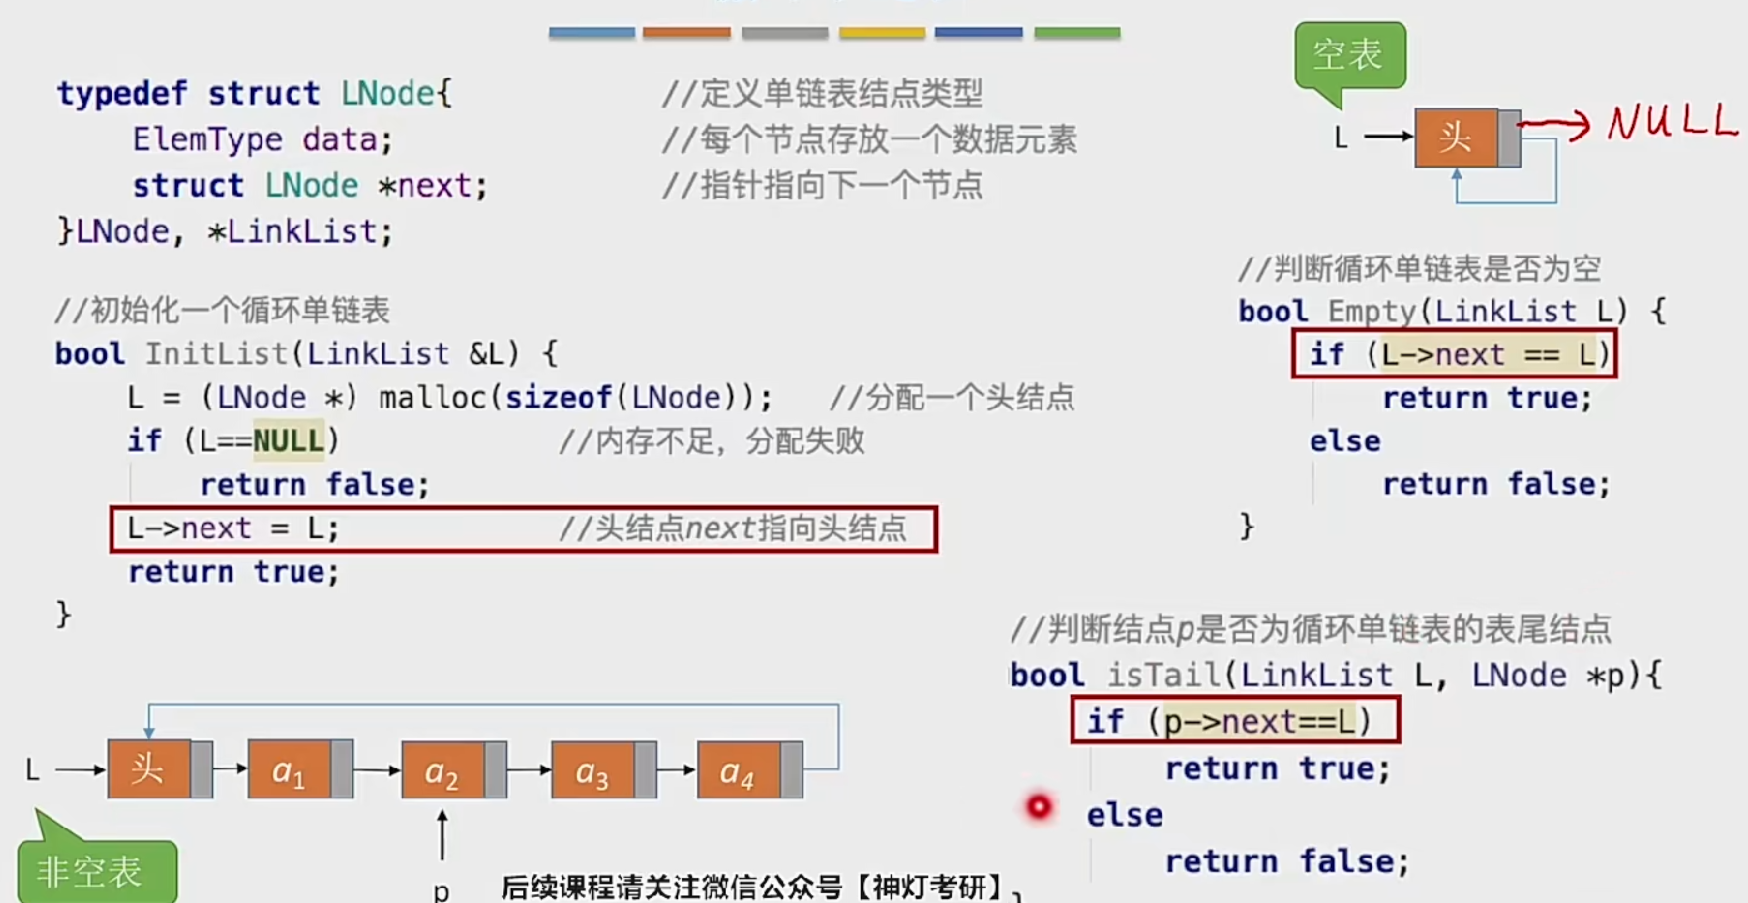 typedef struct LNode{ //定义单链表结点类型
ElemType data; //每个节点存放一个数据元素
struct LNode *next; //指针指向下一个节点
}LNode, *LinkList;
//初始化一个循环单链表
bool InitList(LinkList &L) {
L = (LNode *) malloc(sizeof(LNode)); //分配一个头结点
if (L==NULL) //内存不足，分配失败
return false;
L->next = L; //头结点next指向头结点
return true;
}
空表
L 头 NULL
//判断循环单链表是否为空
bool Empty(LinkList L) {
if (L->next == L)
return true;
else
return false;
}
//判断结点p是否为循环单链表的表尾结点
bool isTail(LinkList L, LNode *p){
if (p->next==L)
return true;
else
return false;
L 头 a1 a2 a3 a4
非空表
p
后续课程请关注微信公众号【神灯考研】